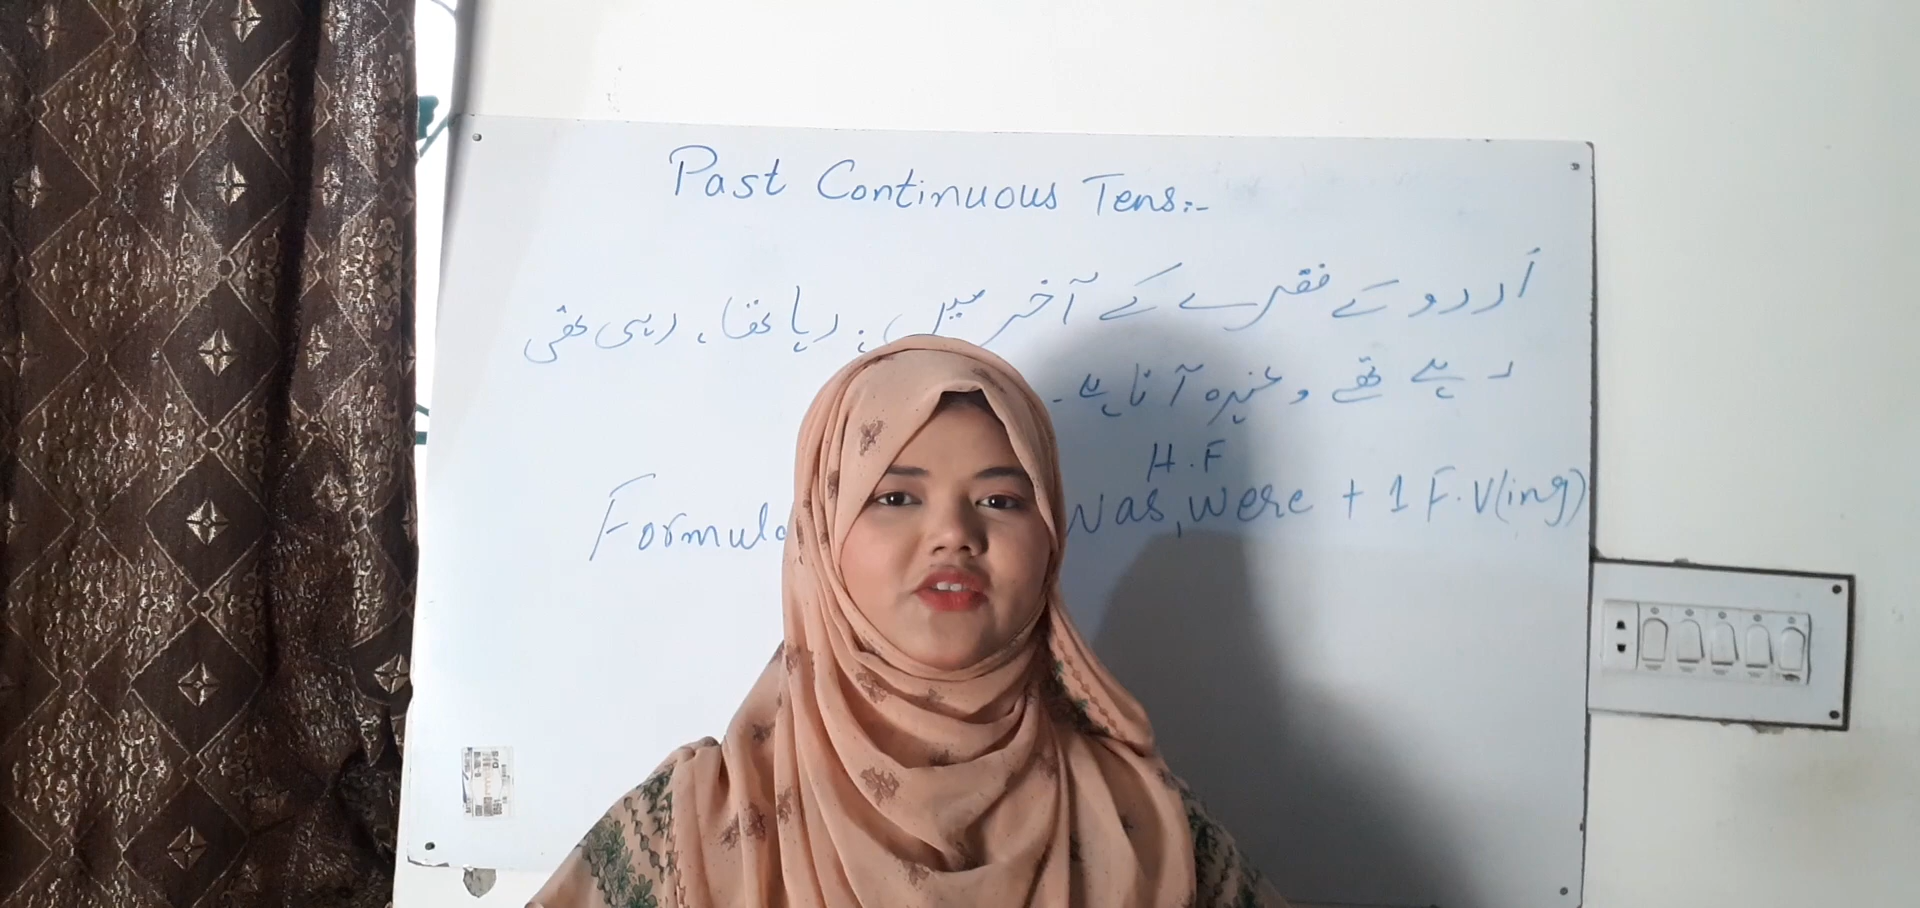 Past Continuous Tens:-
اُردو کے فقرے کے آخر میں : رہا تھا، رہی تھی
رہے تھے وغیرہ آتا ہے۔
H.F
Formula Was, Were + 1 F.V(ing)